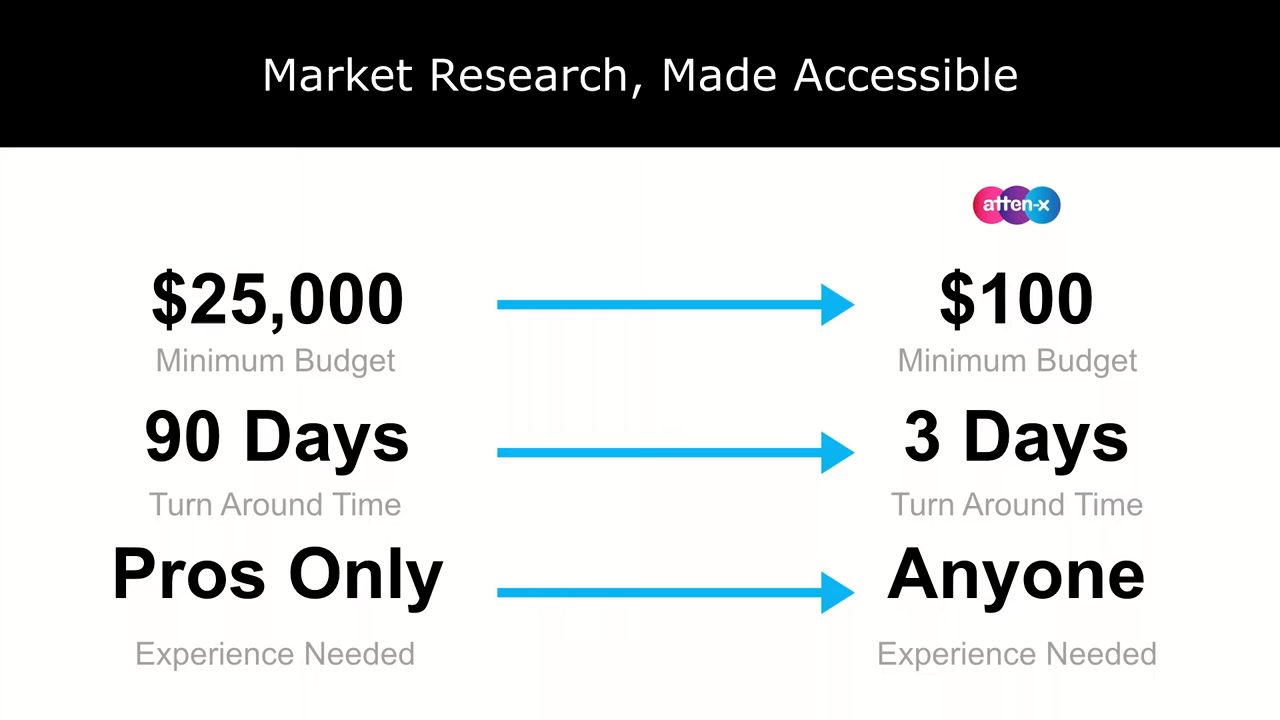 Market Research, Made Accessible
atten-x
$25,000
$100
Minimum Budget
Minimum Budget
90 Days
3 Days
Turn Around Time
Turn Around Time
Pros Only
Anyone
Experience Needed
Experience Needed